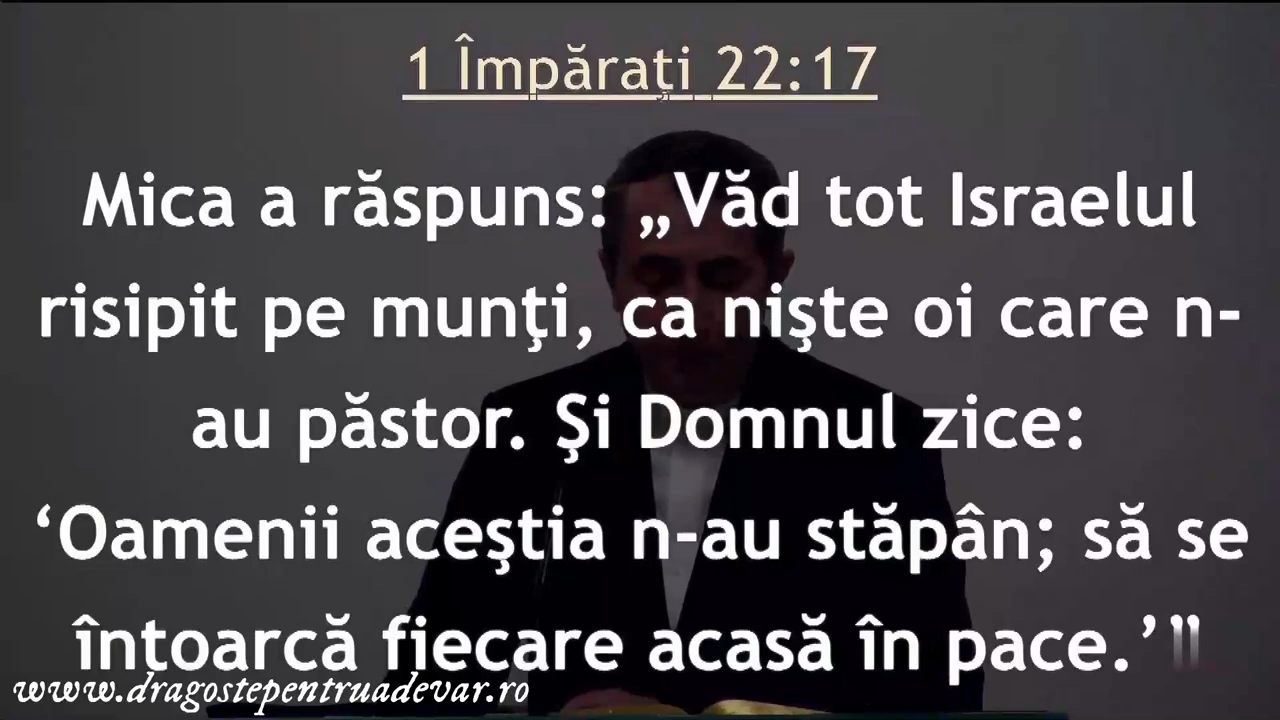 1 Împăraţi 22:17
Mica a răspuns: „Văd tot Israelul
risipit pe munţi, ca nişte oi care n-
au păstor. Şi Domnul zice:
‘Oamenii aceştia n-au stăpân; să se
întoarcă fiecare acasă în pace.’”
www.dragostepentruadevar.ro